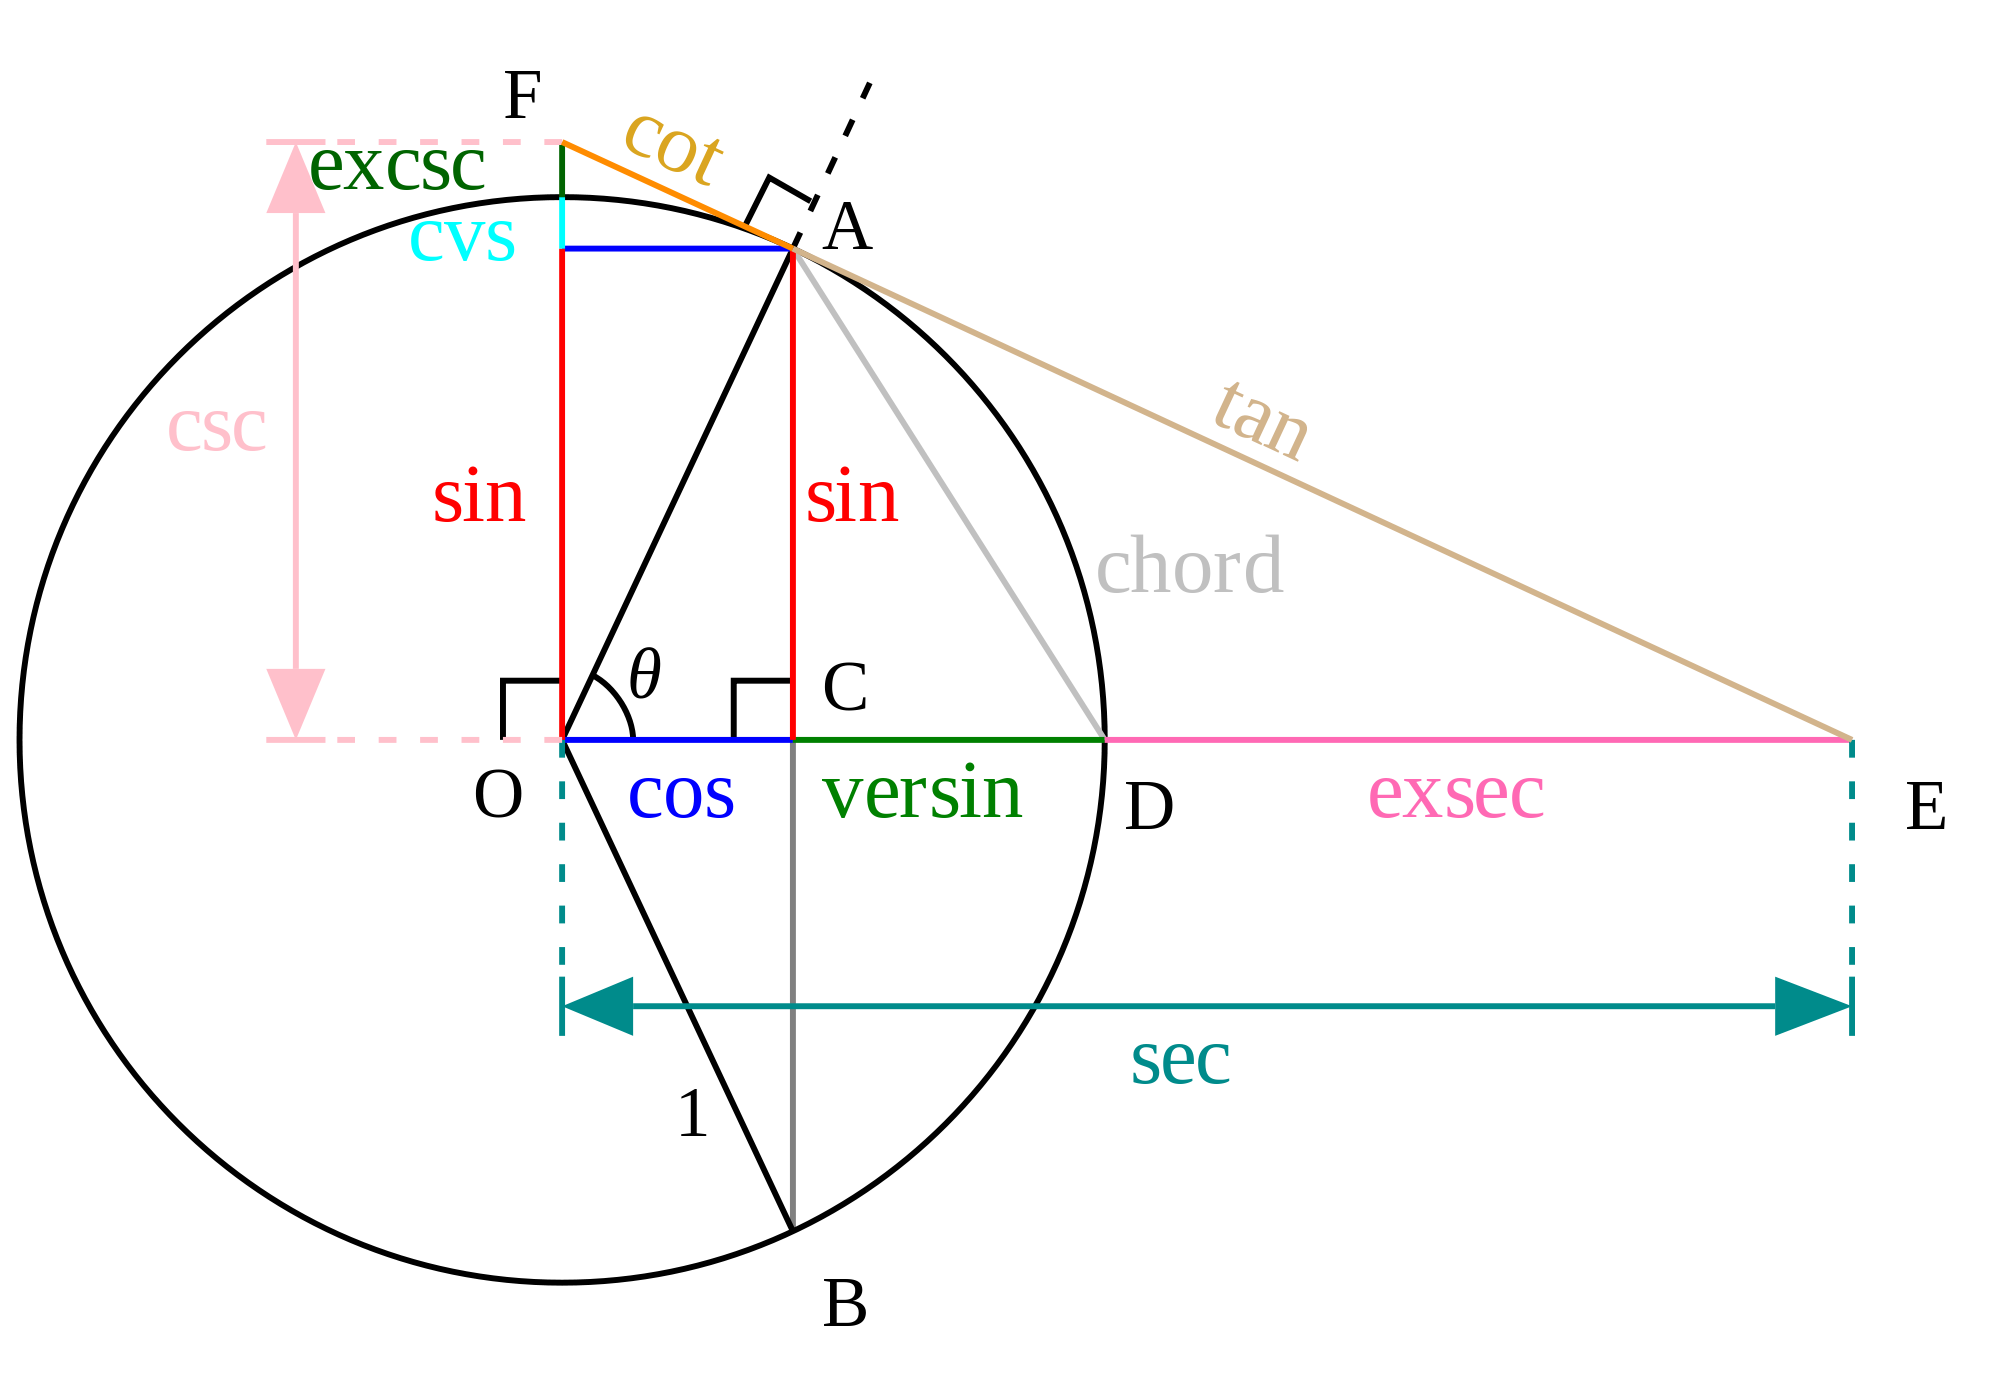 F
cot
excsc
A
cvs
csc
tan
sin
sin
chord
θ
C
O
cos
versin
D
exsec
E
sec
1
B